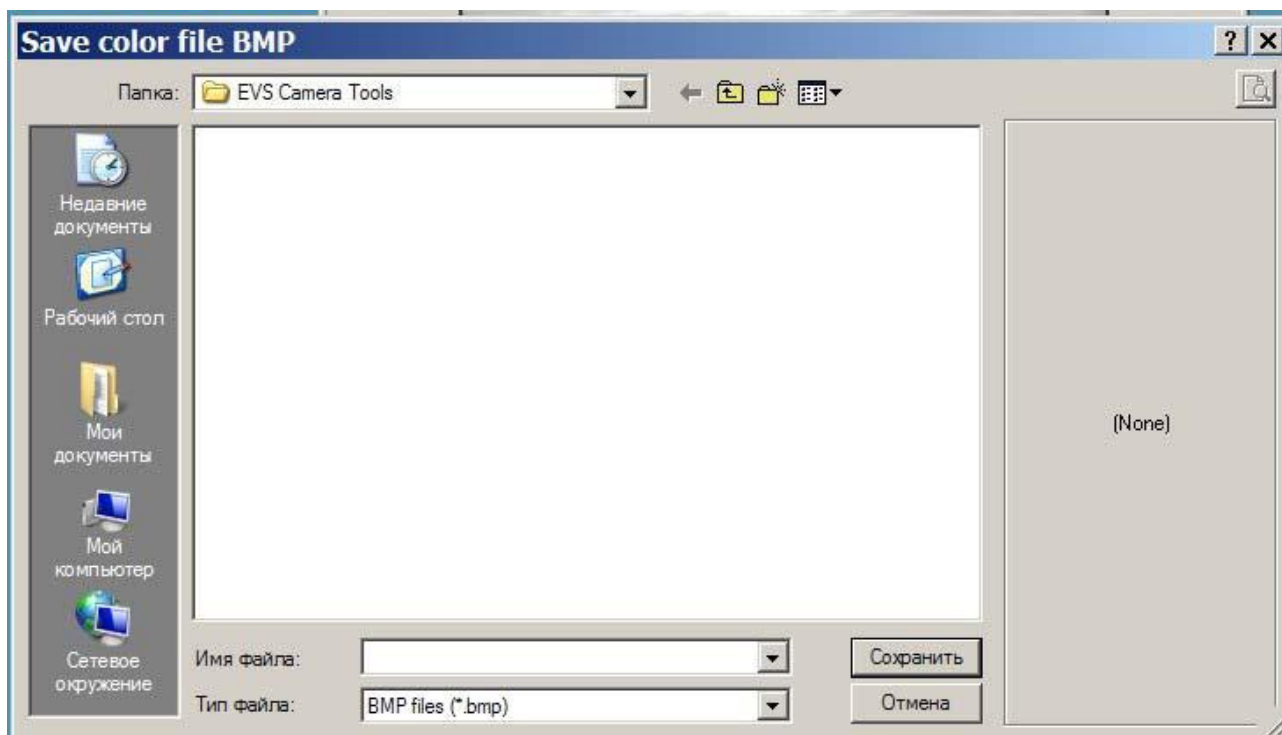 Save color file BMP
Папка:
EVS Camera Tools
Недавние
документы
Рабочий стол
Мои
документы
Мой
компьютер
Сетевое
окружение
(None)
Имя файла:
Сохранить
Тип файла:
BMP files (*.bmp)
Отмена